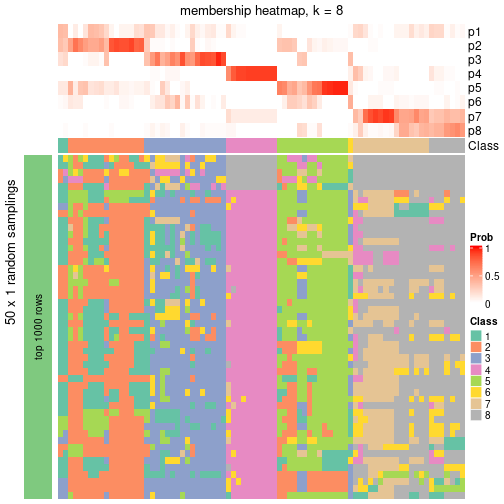 membership heatmap, k = 8
p1
p2
p3
p4
p5
p6
p7
p8
Class
50 x 1 random samplings
top 1000 rows
Prob
1
0.5
0
Class
1
2
3
4
5
6
7
8